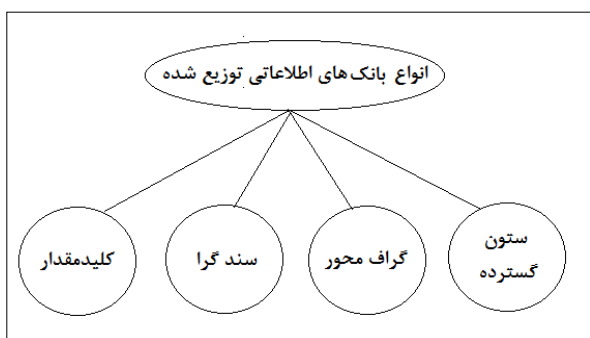 انواع بانک‌های اطلاعاتی توزیع شده
ستون
گسترده
گراف محور
سند گرا
کلیدمقدار